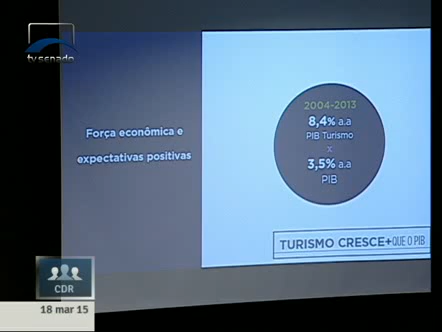 tv senado
Força econômica e
expectativas positivas
2004-2013
8,4% a.a
PIB Turismo
x
3,5% a.a
PIB
TURISMO CRESCE+QUE O PIB
CDR
18 mar 15